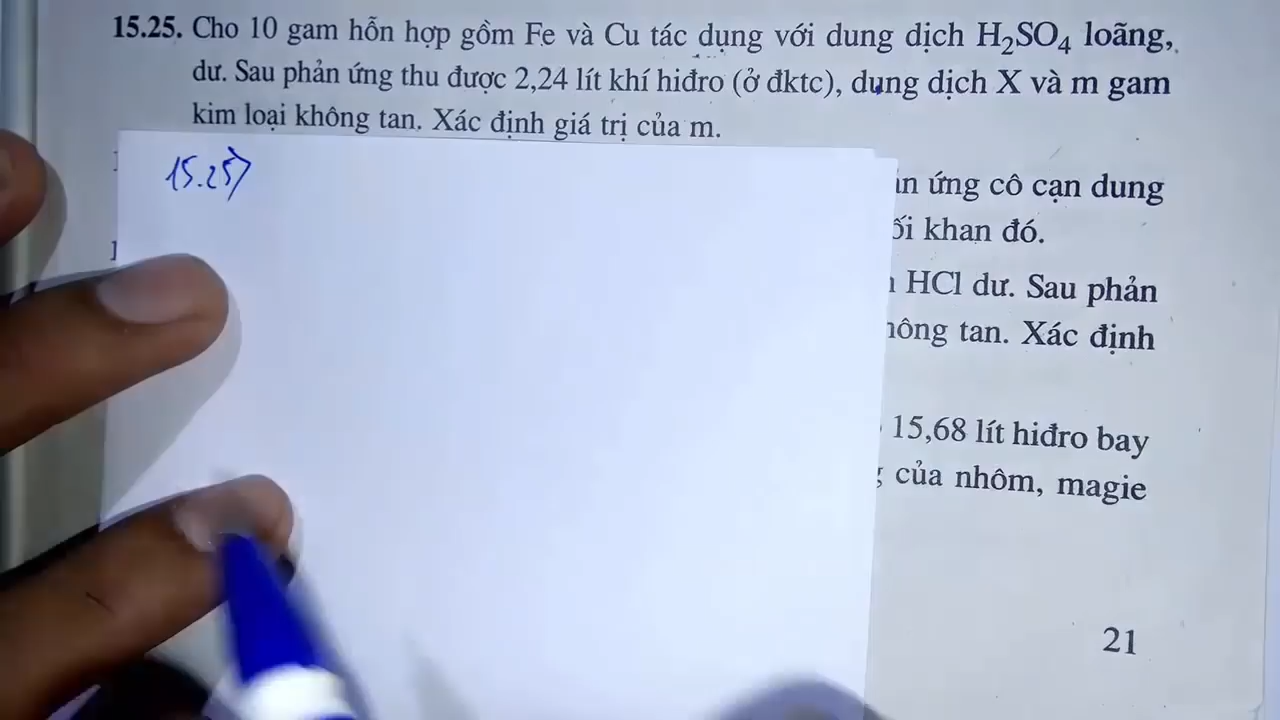 15.25. Cho 10 gam hỗn hợp gồm Fe và Cu tác dụng với dung dịch H₂SO₄ loãng,
dư. Sau phản ứng thu được 2,24 lít khí hiđro (ở đktc), dung dịch X và m gam
kim loại không tan. Xác định giá trị của m.
15.25)
ứng cô cạn dung
khan đó.
HCl dư. Sau phản
tan. Xác định
15,68 lít hiđro bay
của nhôm, magie
21